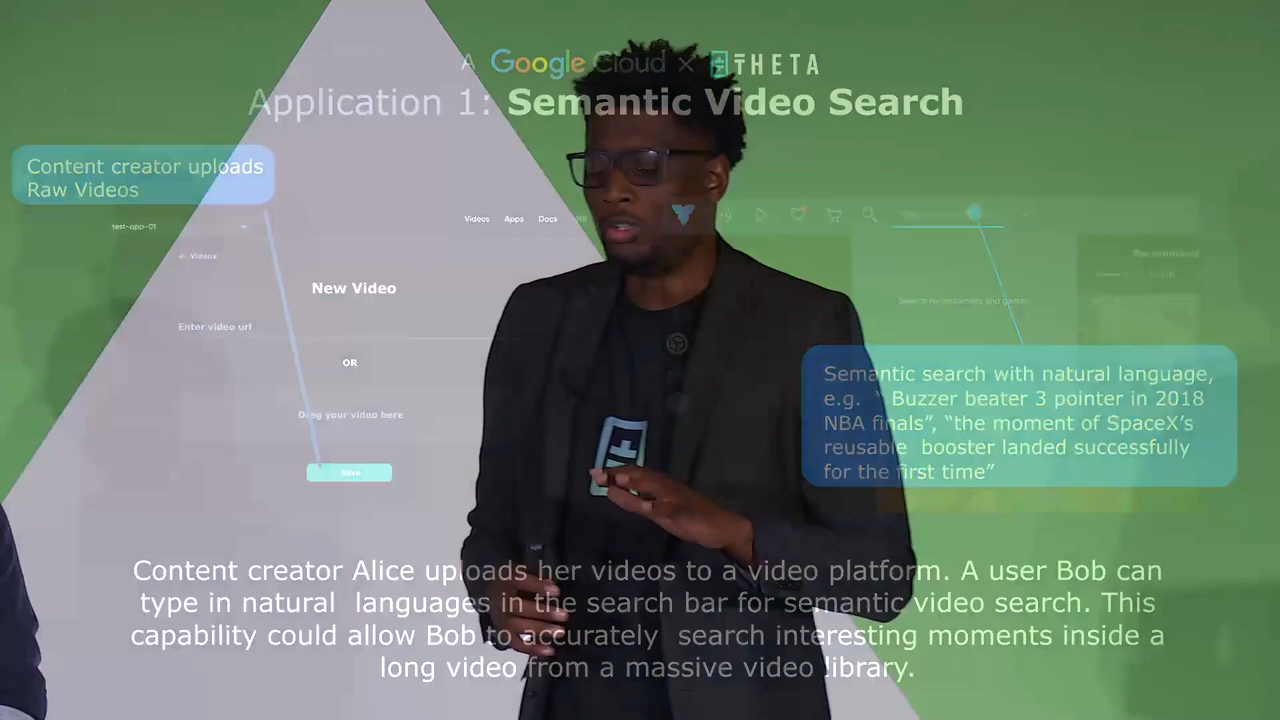 A Google Cloud × THETA
Application 1: Semantic Video Search
Content creator uploads
Raw Videos
test-app-01
Videos Apps Docs
← Videos
New Video
Enter video url
OR
Drag your video here
Save
Search for streamers and games
Semantic search with natural language,
e.g. “ Buzzer beater 3 pointer in 2018
NBA finals”, “the moment of SpaceX’s
reusable booster landed successfully
for the first time”
Content creator Alice uploads her videos to a video platform. A user Bob can
type in natural languages in the search bar for semantic video search. This
capability could allow Bob to accurately search interesting moments inside a
long video from a massive video library.